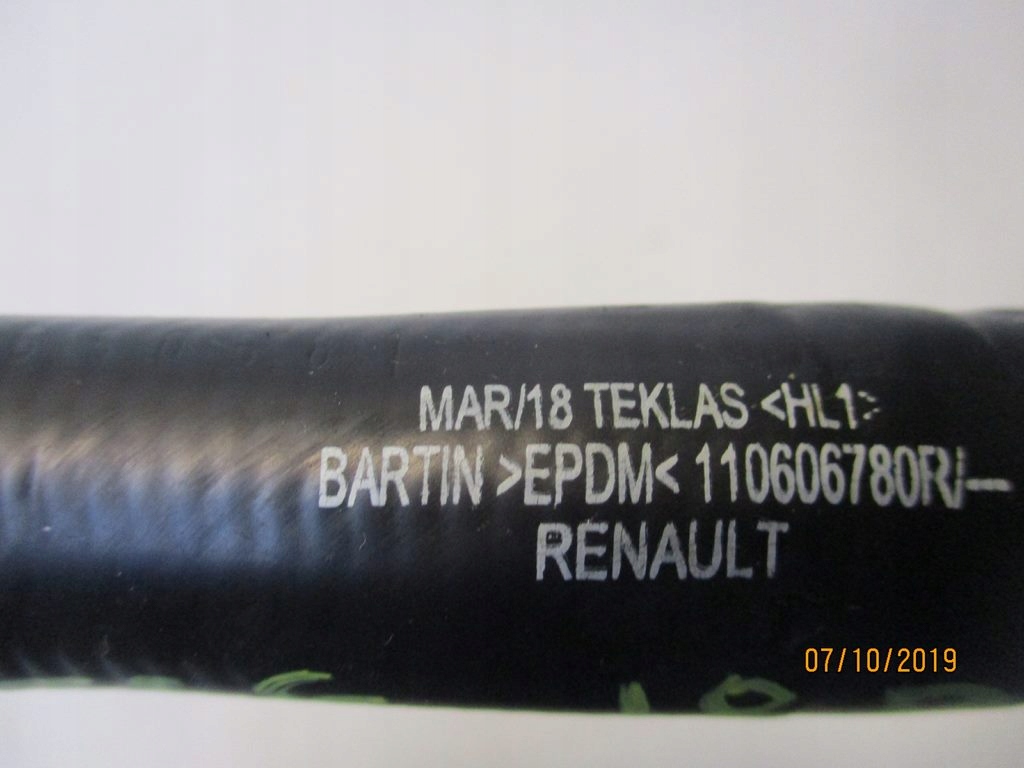 MAR/18 TEKLAS <HL1>
BARTIN >EPDM< 110606780R/-
RENAULT
07/10/2019